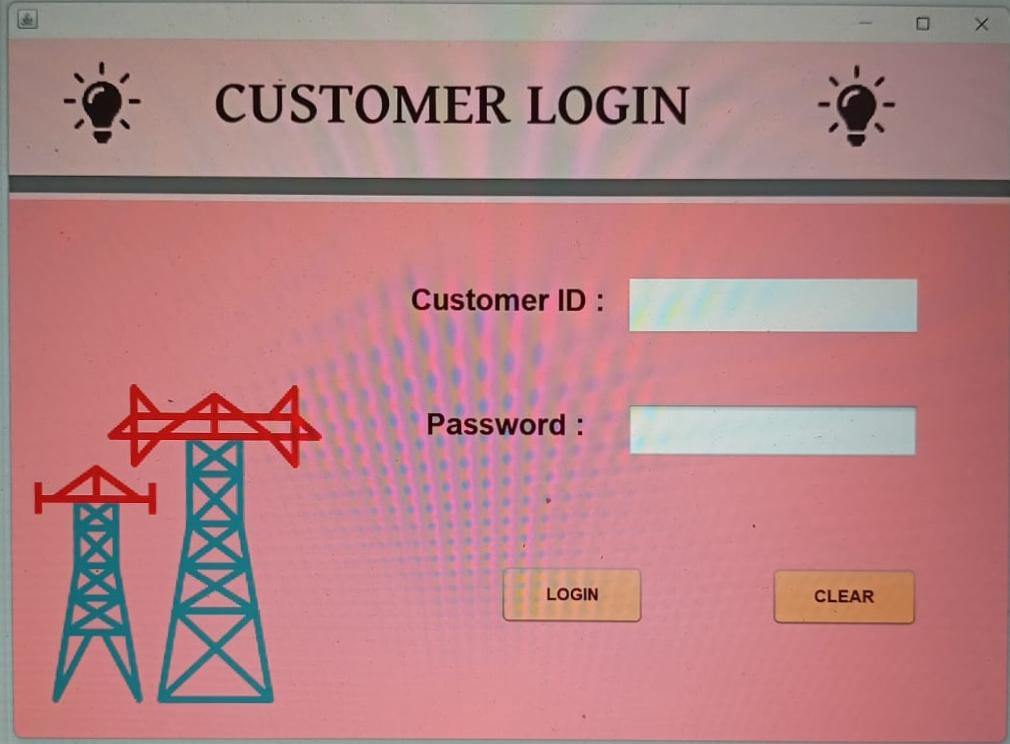 CUSTOMER LOGIN
Customer ID :
Password :
LOGIN CLEAR